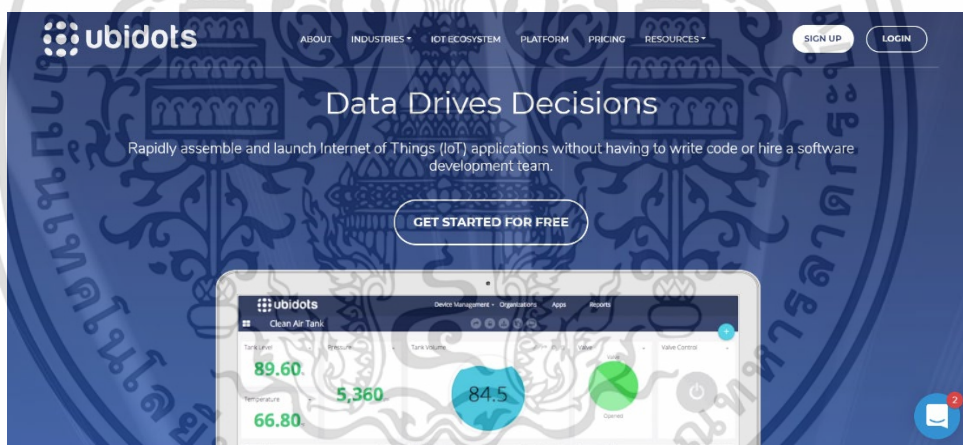 ubidots
ABOUT INDUSTRIES IOT ECOSYSTEM PLATFORM PRICING RESOURCES
SIGN UP LOGIN
Data Drives Decisions
Rapidly assemble and launch Internet of Things (IoT) applications without having to write code or hire a software
development team.
GET STARTED FOR FREE
ubidots Device Management Organizations Apps Reports
Clean Air Tank
Tank Level Pressure Tank Volume Valve Valve Control
Valve
89.60
5,360
84.5
Temperature
Opened
66.80
2